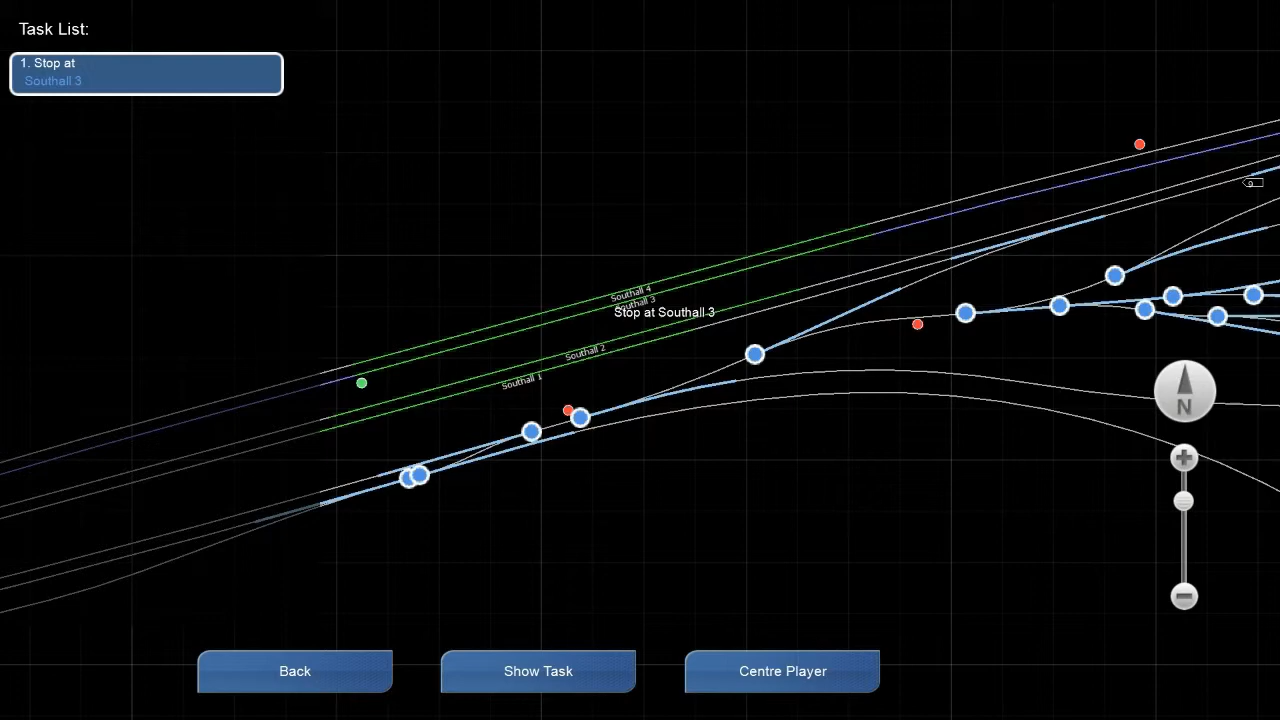 Task List:
1. Stop at
Southall 3
Southall 4
Southall 3
Stop at Southall 3
Southall 2
Southall 1
9
N
Back
Show Task
Centre Player